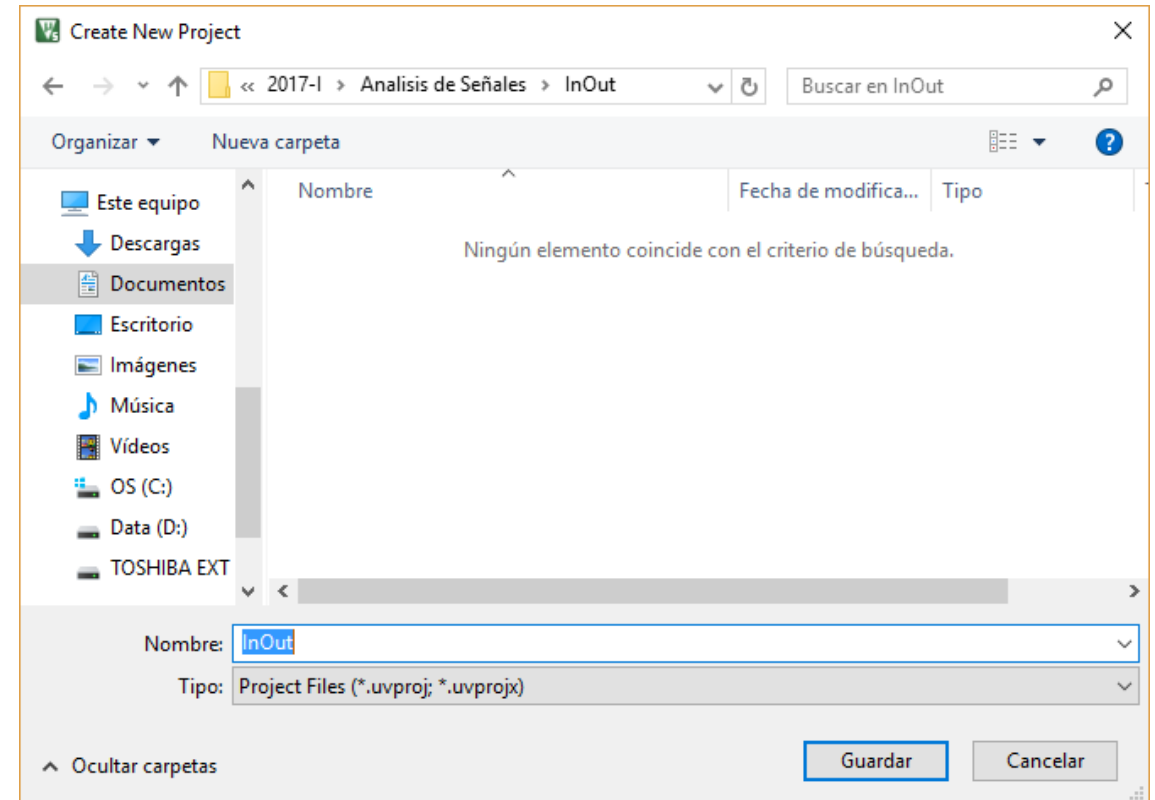 Create New Project
« 2017-I > Analisis de Señales > InOut
Buscar en InOut
Organizar
Nueva carpeta
Nombre
Fecha de modifica...
Tipo
Ningún elemento coincide con el criterio de búsqueda.
Este equipo
Descargas
Documentos
Escritorio
Imágenes
Música
Vídeos
OS (C:)
Data (D:)
TOSHIBA EXT
Nombre: InOut
Tipo: Project Files (*.uvproj; *.uvprojx)
Ocultar carpetas
Guardar
Cancelar